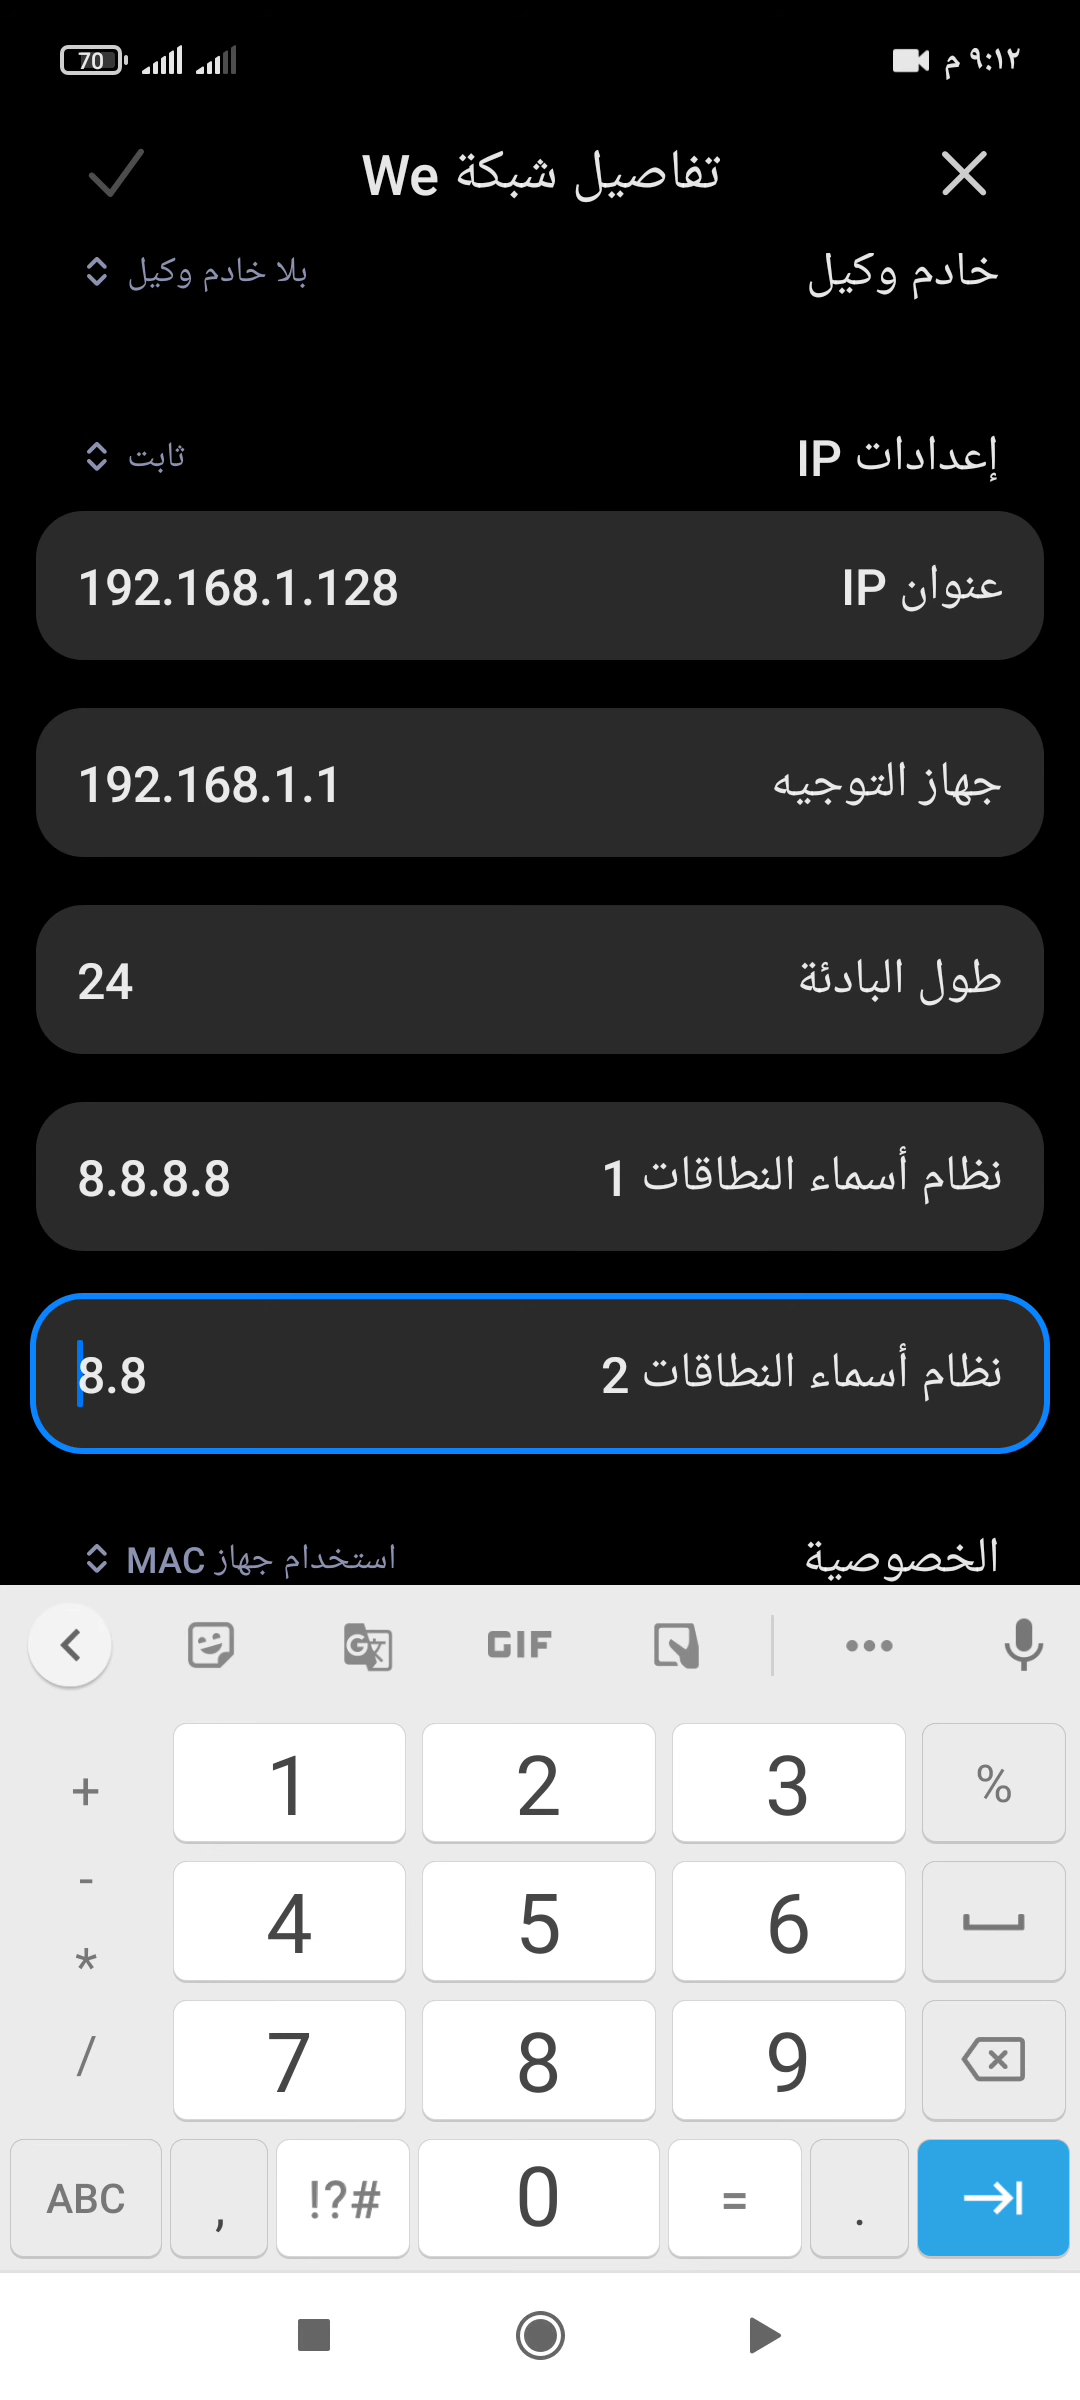 70
٩:١٢ م
تفاصيل شبكة We
خادم وكيل
بلا خادم وكيل
إعدادات IP
ثابت
عنوان IP
192.168.1.128
جهاز التوجيه
192.168.1.1
طول البادئة
24
نظام أسماء النطاقات 1
8.8.8.8
نظام أسماء النطاقات 2
8.8
الخصوصية
استخدام جهاز MAC
GIF
+ 1 2 3 %
- 4 5 6
*
/ 7 8 9
ABC , !?# 0 = .